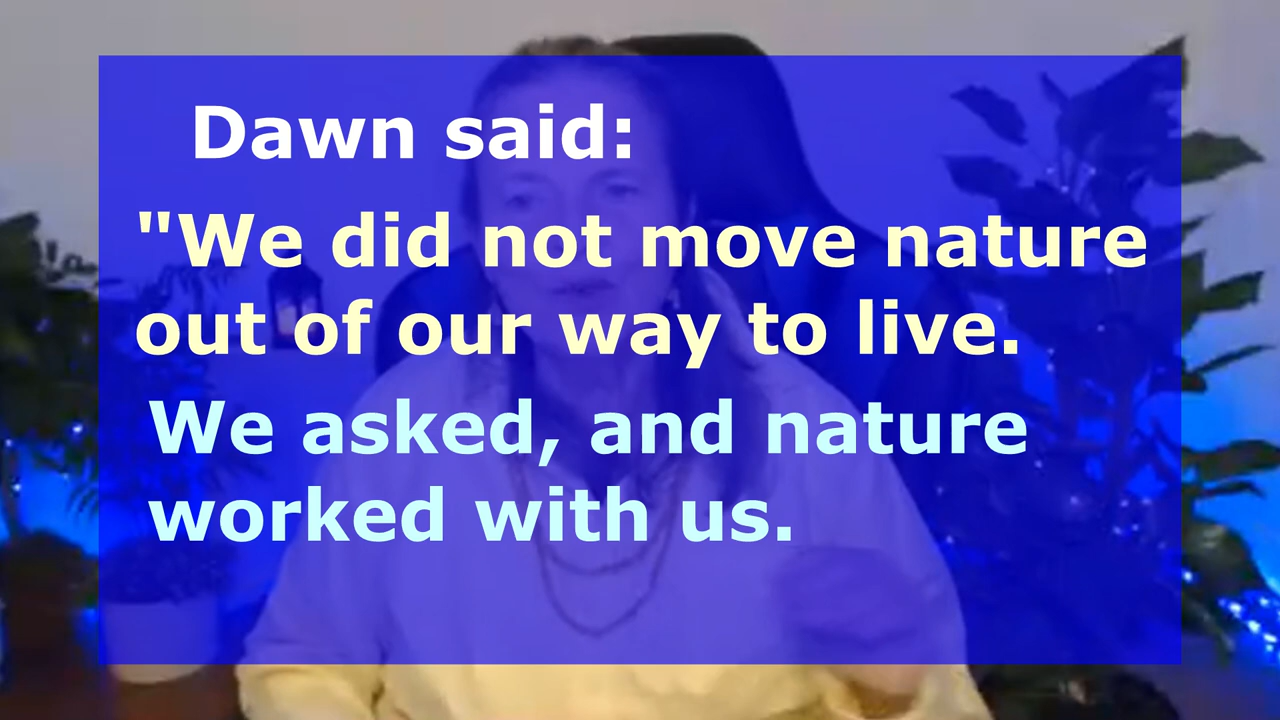 Dawn said:
"We did not move nature
out of our way to live.
We asked, and nature
worked with us.